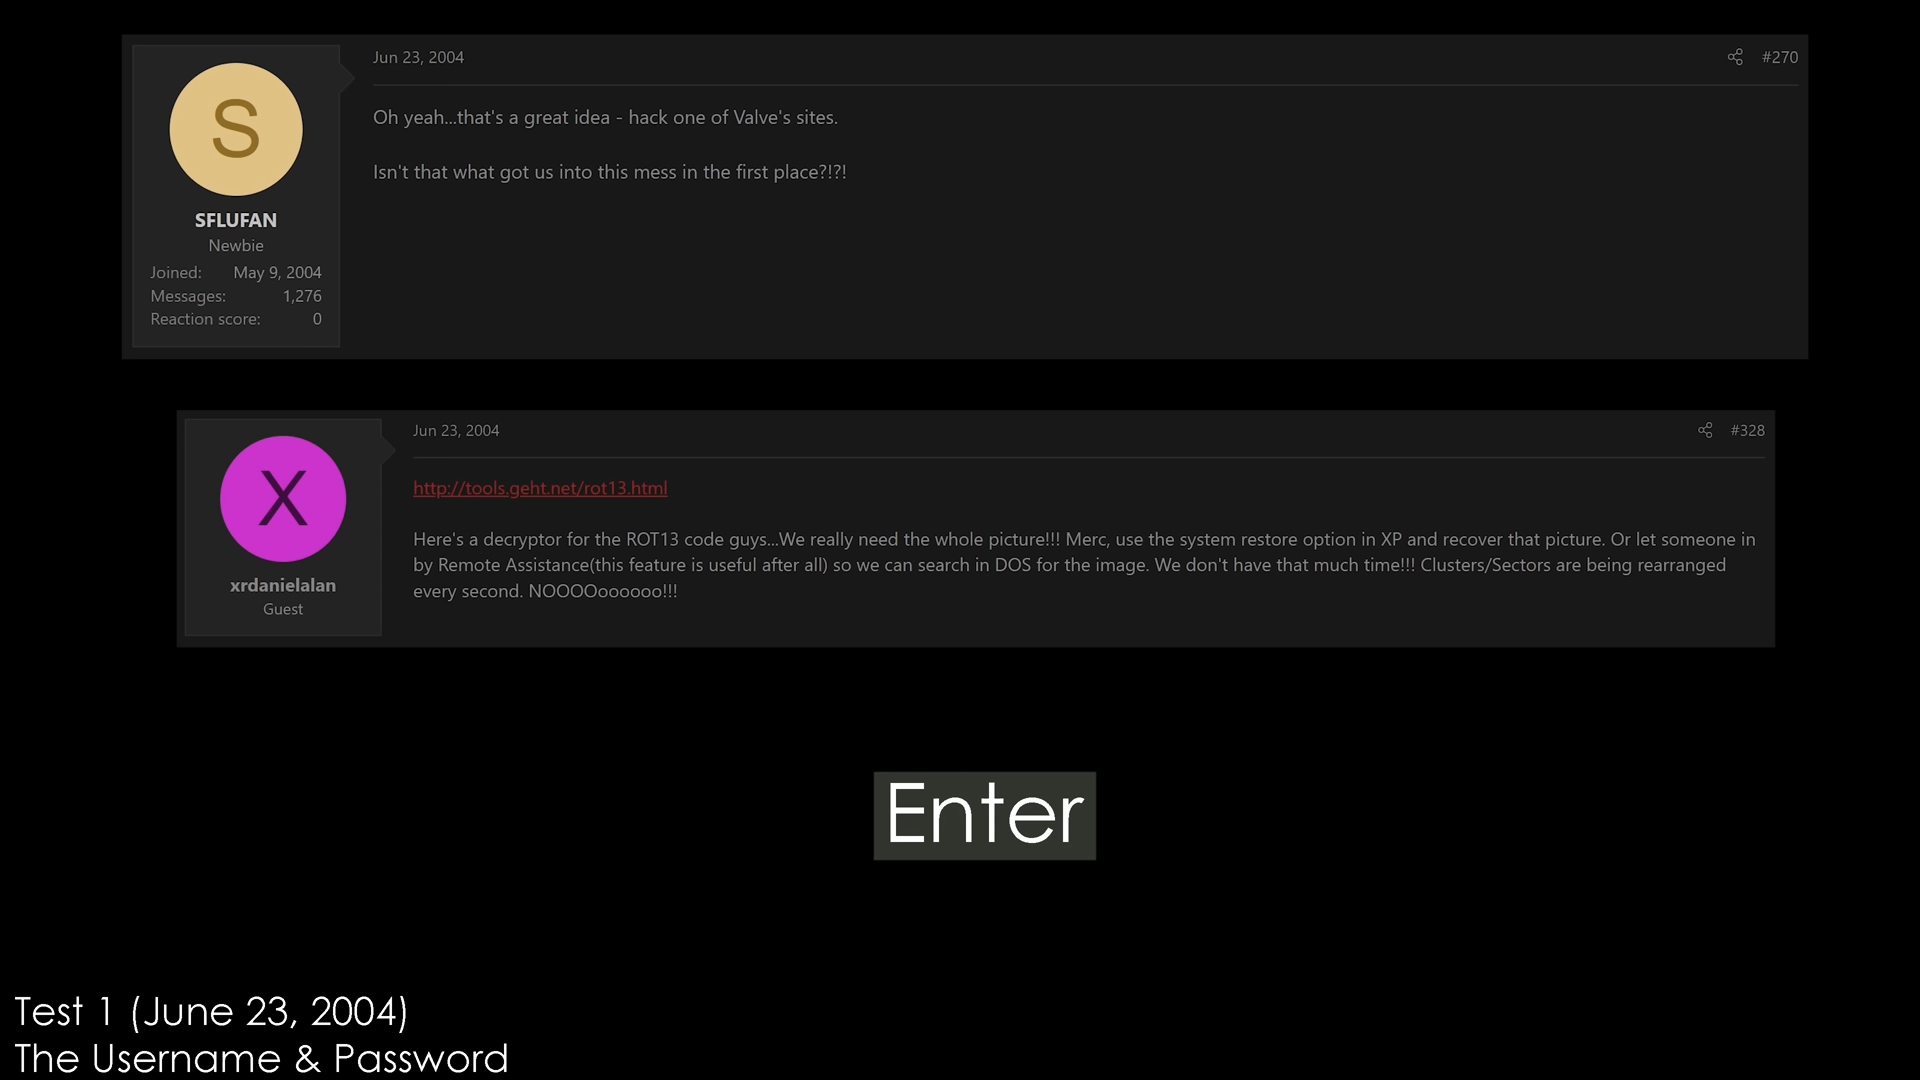 S
SFLUFAN
Newbie
Joined: May 9, 2004
Messages: 1,276
Reaction score: 0
Jun 23, 2004 #270
Oh yeah...that's a great idea - hack one of Valve's sites.
Isn't that what got us into this mess in the first place?!?!
X
xrdanielalan
Guest
Jun 23, 2004 #328
http://tools.geht.net/rot13.html
Here's a decryptor for the ROT13 code guys...We really need the whole picture!!! Merc, use the system restore option in XP and recover that picture. Or let someone in
by Remote Assistance(this feature is useful after all) so we can search in DOS for the image. We don't have that much time!!! Clusters/Sectors are being rearranged
every second. NOOOOoooooo!!!
Enter
Test 1 (June 23, 2004)
The Username & Password